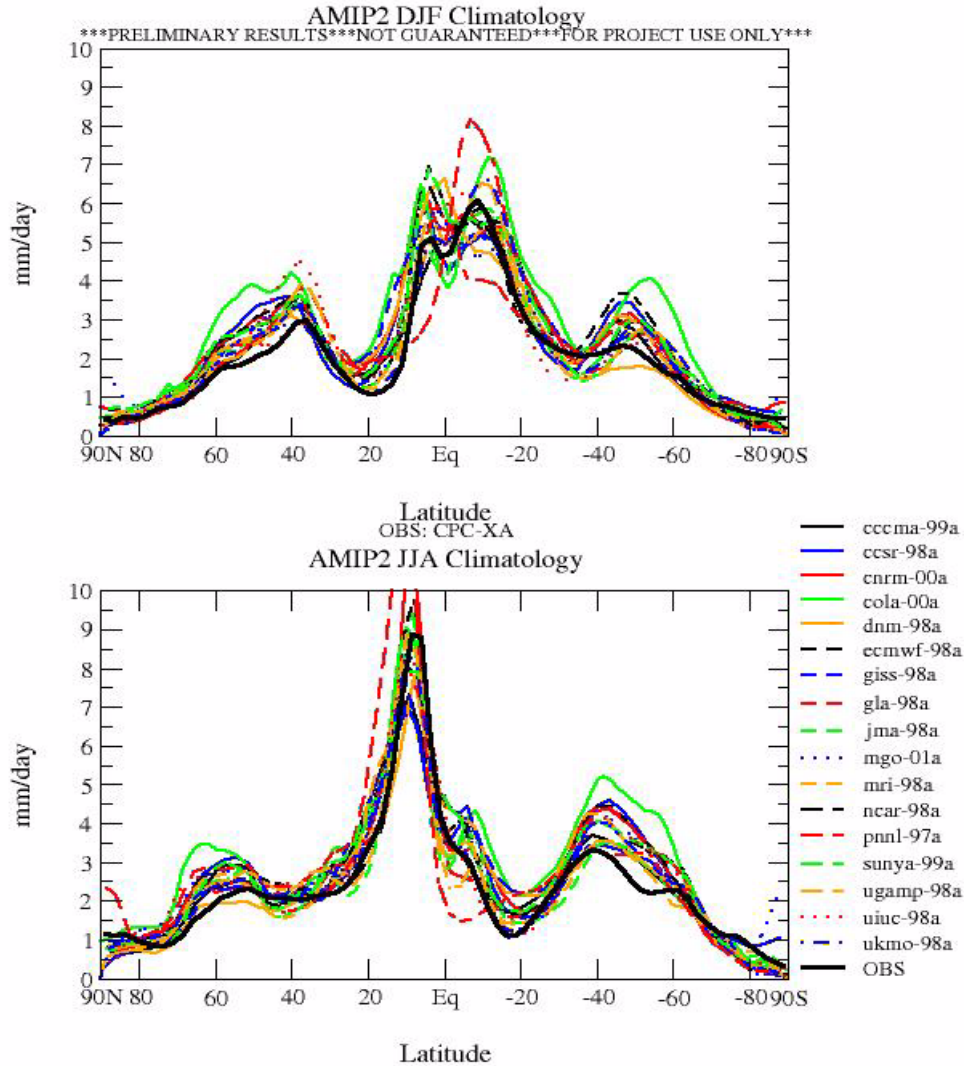 AMIP2 DJF Climatology
***PRELIMINARY RESULTS***NOT GUARANTEED***FOR PROJECT USE ONLY***
10
9
8
7
6
5
4
3
2
1
0
mm/day
90N 80 60 40 20 Eq -20 -40 -60 -80 90S
Latitude
OBS: CPC-XA
AMIP2 JJA Climatology
10
9
8
7
6
5
4
3
2
1
0
mm/day
90N 80 60 40 20 Eq -20 -40 -60 -80 90S
Latitude
cccma-99a
ccsr-98a
cnrm-00a
cola-00a
dnm-98a
ecmwf-98a
giss-98a
gla-98a
jma-98a
mgo-01a
mri-98a
ncar-98a
pnnl-97a
sunya-99a
ugamp-98a
uiuc-98a
ukmo-98a
OBS